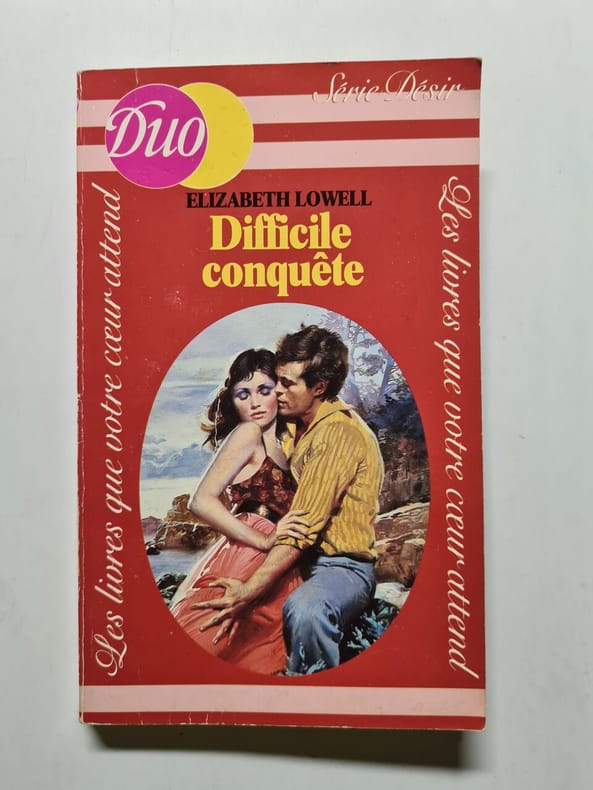 Série Désir
Duo
ELIZABETH LOWELL
Difficile
conquête
Les livres que votre cœur attend
Les livres que votre cœur attend